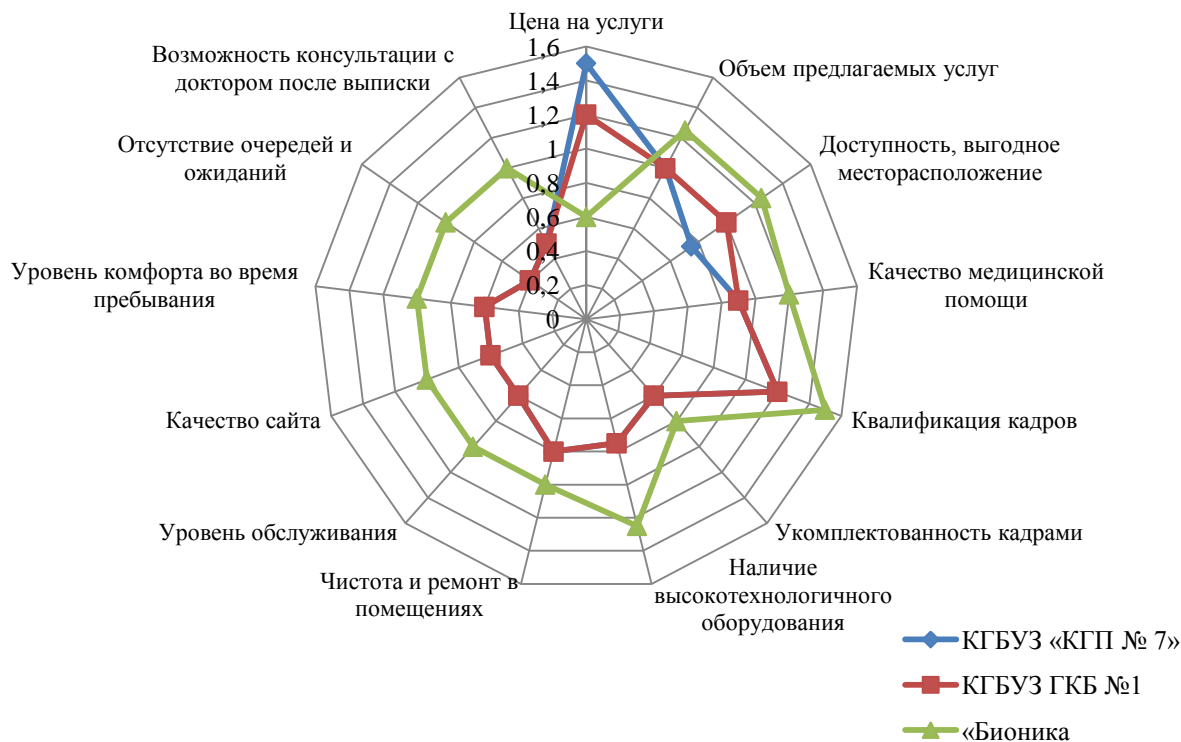 Цена на услуги
Возможность консультации с
доктором после выписки
Объем предлагаемых услуг
Отсутствие очередей и
ожиданий
Доступность, выгодное
месторасположение
Уровень комфорта во время
пребывания
Качество медицинской
помощи
Качество сайта
Квалификация кадров
Уровень обслуживания
Укомплектованность кадрами
Чистота и ремонт в
помещениях
Наличие
высокотехнологичного
оборудования
1,6
1,4
1,2
1
0,8
0,6
0,4
0,2
0
КГБУЗ «КГП № 7»
КГБУЗ ГКБ №1
«Бионика